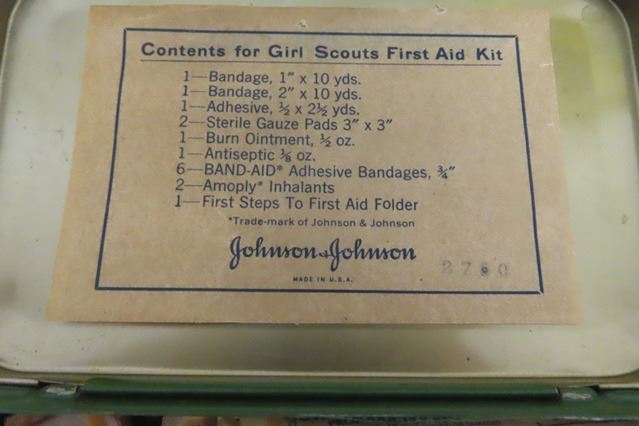 Contents for Girl Scouts First Aid Kit
1—Bandage, 1" x 10 yds.
1—Bandage, 2" x 10 yds.
1—Adhesive, ½ x 2½ yds.
2—Sterile Gauze Pads 3" x 3"
1—Burn Ointment, ½ oz.
1—Antiseptic ⅜ oz.
6—BAND-AID* Adhesive Bandages, ¾"
2—Amoply* Inhalants
1—First Steps To First Aid Folder
*Trade-mark of Johnson & Johnson
Johnson & Johnson
MADE IN U.S.A.